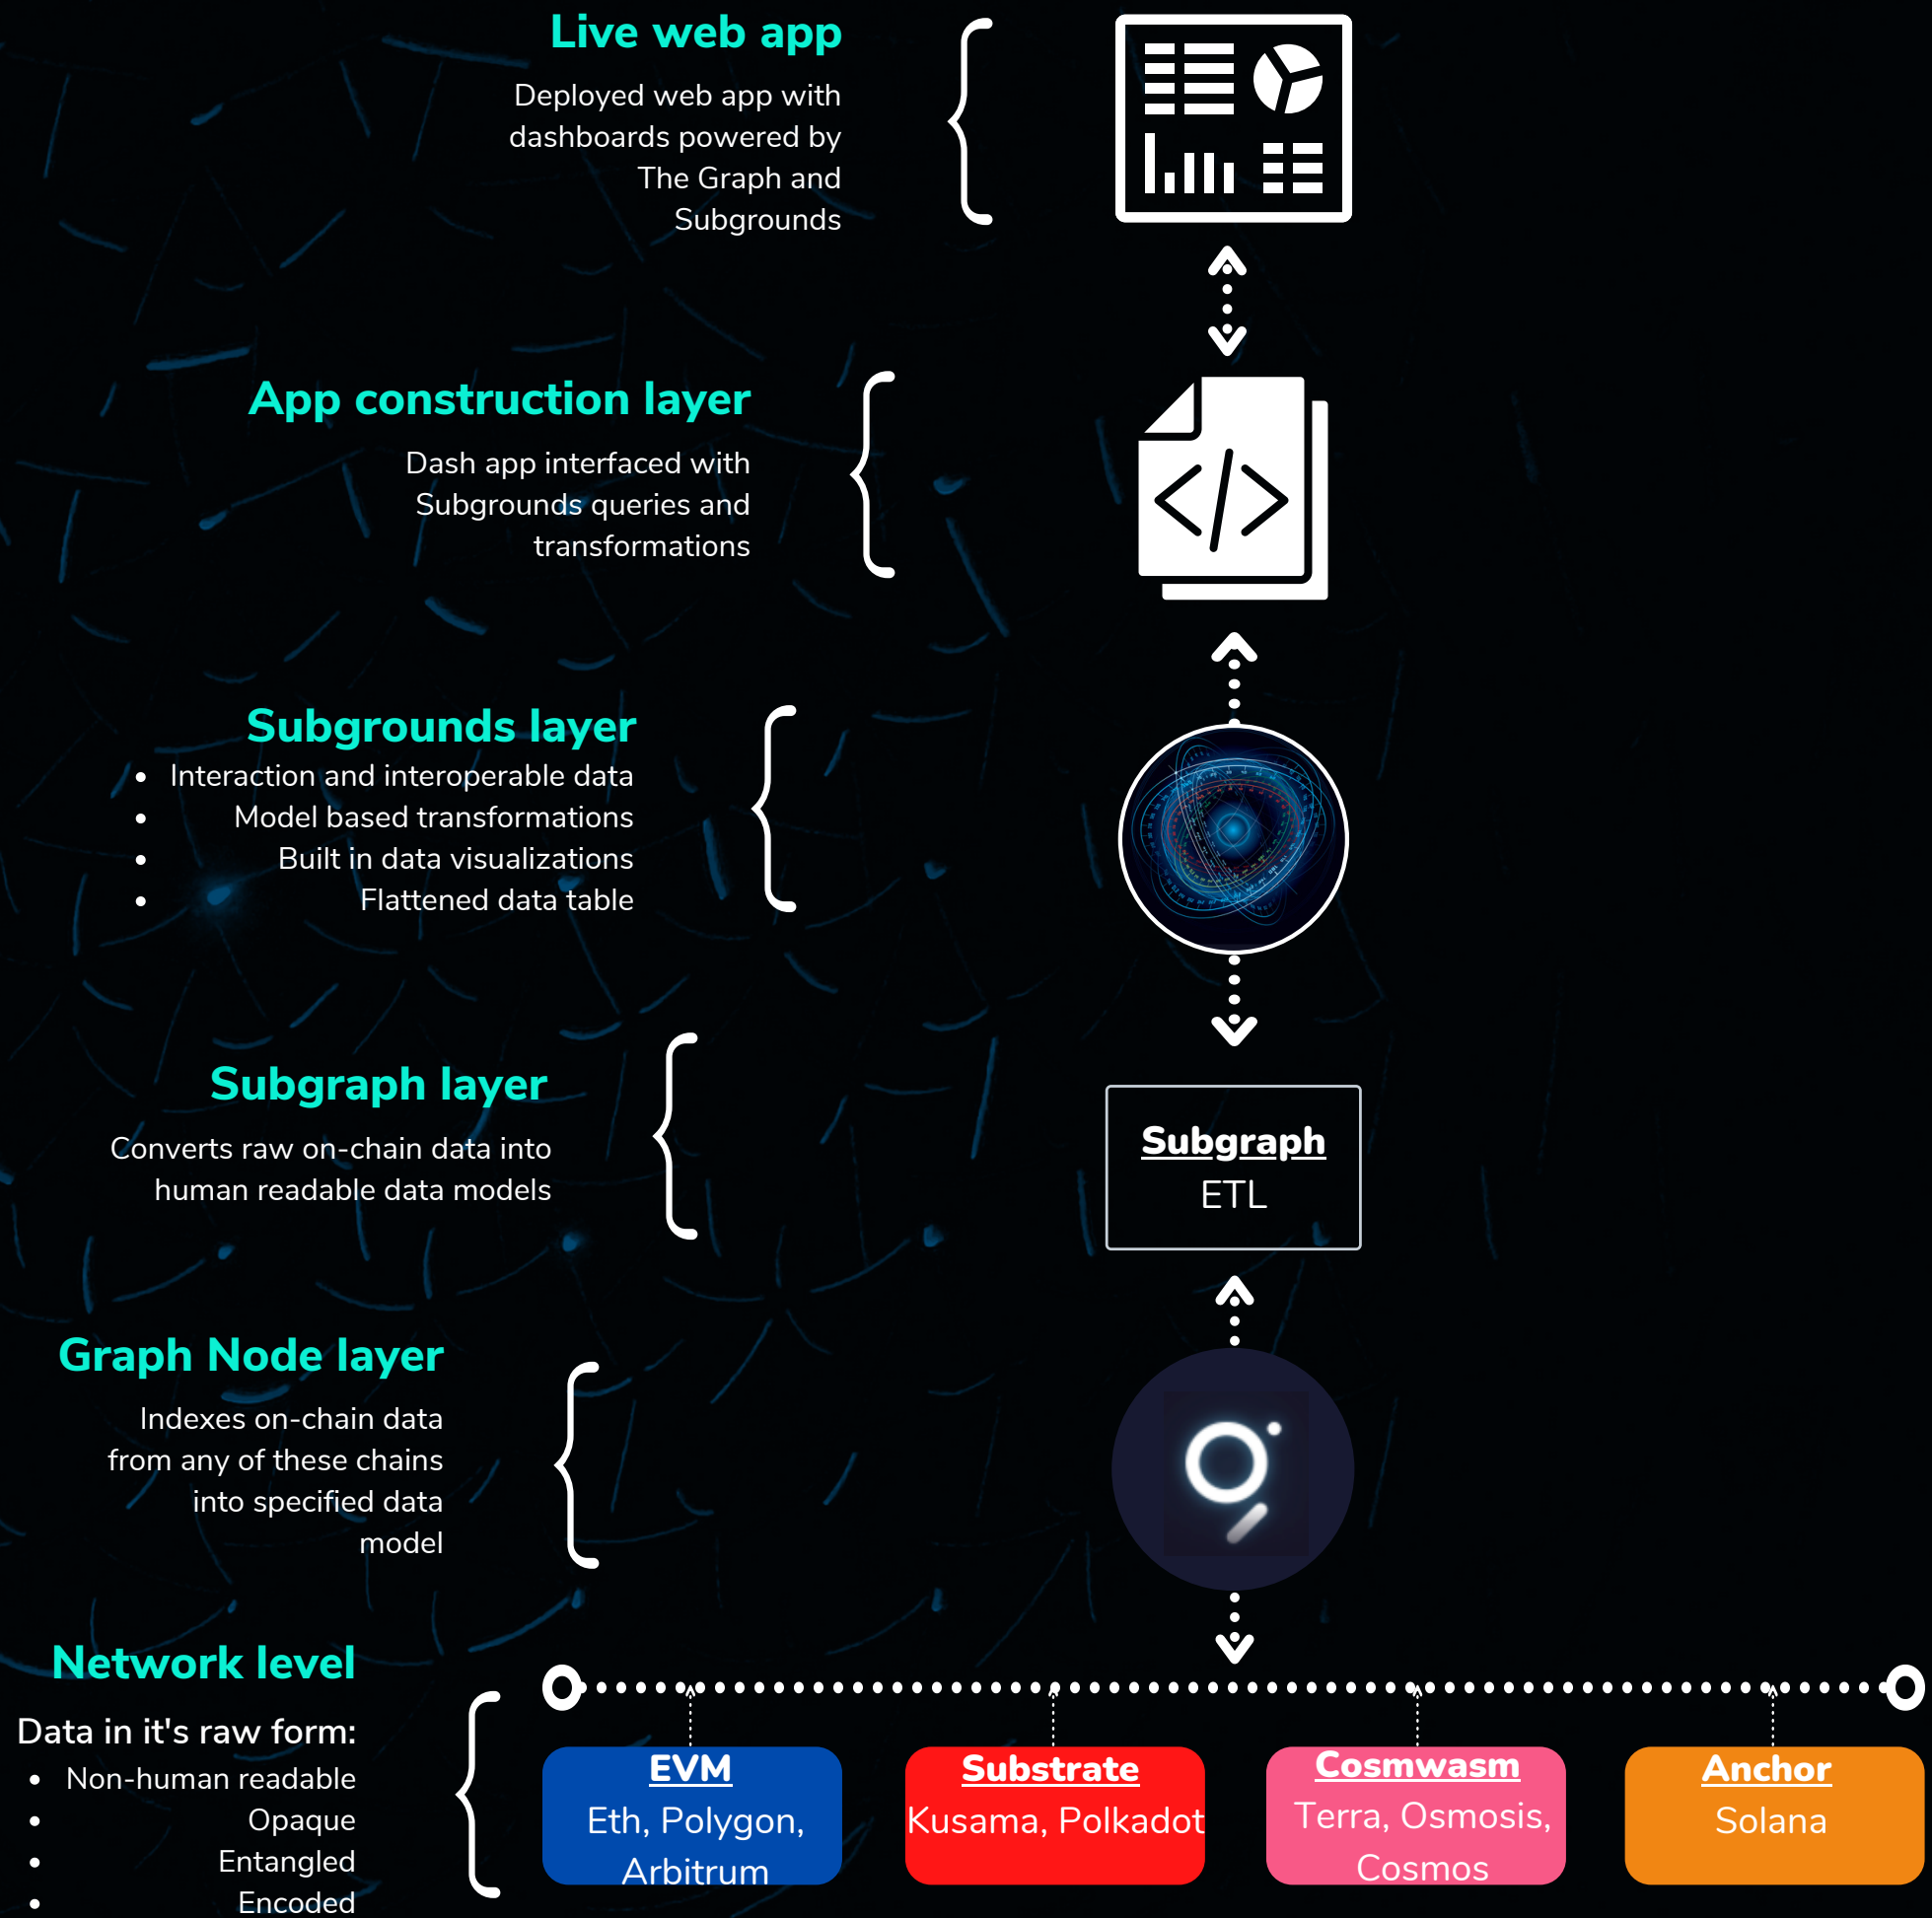 Live web app
Deployed web app with
dashboards powered by
The Graph and
Subgrounds
App construction layer
Dash app interfaced with
Subgrounds queries and
transformations
Subgrounds layer
• Interaction and interoperable data
• Model based transformations
• Built in data visualizations
• Flattened data table
Subgraph layer
Converts raw on-chain data into
human readable data models
Subgraph
ETL
Graph Node layer
Indexes on-chain data
from any of these chains
into specified data
model
Network level
Data in it's raw form:
• Non-human readable
• Opaque
• Entangled
• Encoded
EVM
Eth, Polygon,
Arbitrum
Substrate
Kusama, Polkadot
Cosmwasm
Terra, Osmosis,
Cosmos
Anchor
Solana